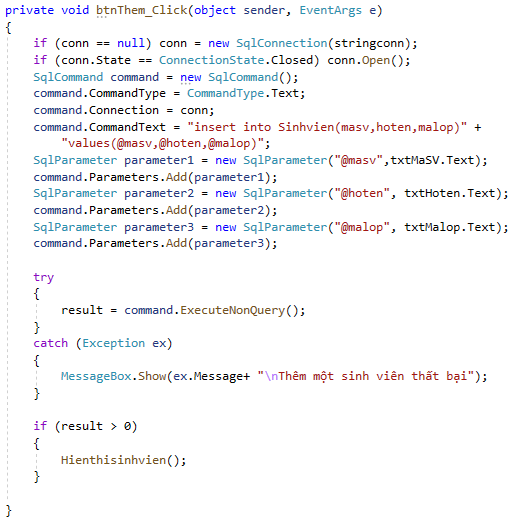 private void btnThem_Click(object sender, EventArgs e)
{
    if (conn == null) conn = new SqlConnection(stringconn);
    if (conn.State == ConnectionState.Closed) conn.Open();
    SqlCommand command = new SqlCommand();
    command.CommandType = CommandType.Text;
    command.Connection = conn;
    command.CommandText = "insert into Sinhvien(masv,hoten,malop)" +
        "values(@masv,@hoten,@malop)";
    SqlParameter parameter1 = new SqlParameter("@masv",txtMaSV.Text);
    command.Parameters.Add(parameter1);
    SqlParameter parameter2 = new SqlParameter("@hoten", txtHoten.Text);
    command.Parameters.Add(parameter2);
    SqlParameter parameter3 = new SqlParameter("@malop", txtMalop.Text);
    command.Parameters.Add(parameter3);

    try
    {
        result = command.ExecuteNonQuery();
    }
    catch (Exception ex)
    {
        MessageBox.Show(ex.Message+ "\nThêm một sinh viên thất bại");
    }

    if (result > 0)
    {
        Hienthisinhvien();
    }

}